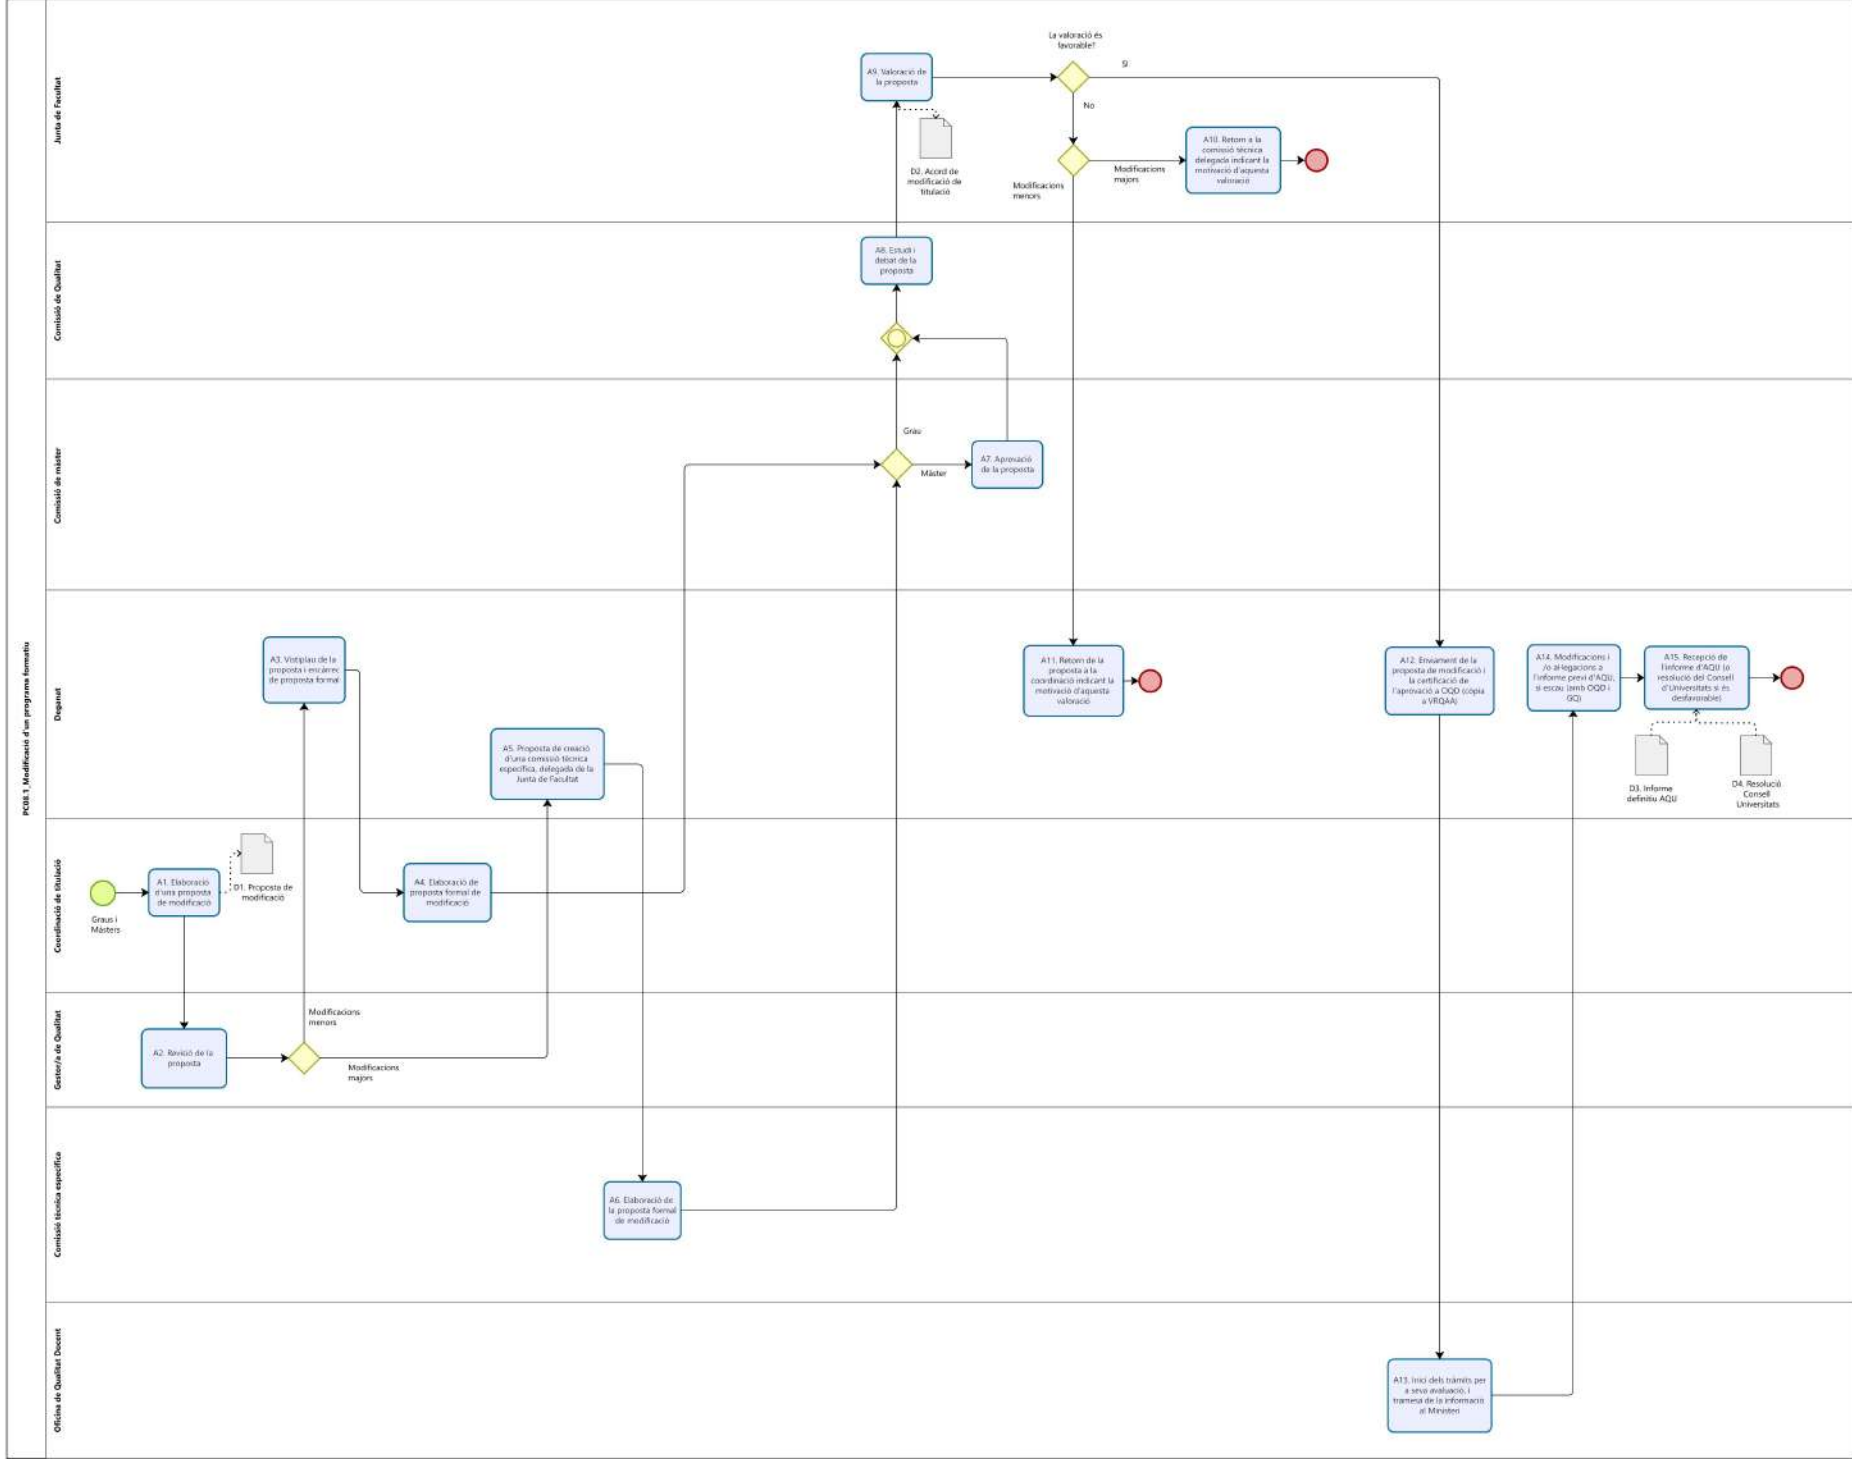 PC08.1_Modificació d'un programa formatiu
Junta de Facultat
La valoració és
favorable?
A9. Valoració de
la proposta
SI
No
D2. Acord de
modificació de
titulació
Modificacions
menors
Modificacions
majors
A10. Retorn a la
comissió tècnica
delegada indicant la
motivació d'aquesta
valoració
Comissió de Qualitat
A8. Estudi i
debat de la
proposta
Comissió de màster
Grau
Màster
A7. Aprovació
de la proposta
Deganat
A3. Vistiplau de la
proposta i encàrrec
de proposta formal
A5. Proposta de creació
d'una comissió tècnica
específica, delegada de la
Junta de Facultat
A11. Retorn de la
proposta a la
coordinació indicant la
motivació d'aquesta
valoració
A12. Enviament de la
proposta de modificació i
la certificació de
l'aprovació a OQD (còpia
a VRQAA)
A14. Modificacions i
/o al·legacions a
l'informe previ d'AQU,
si escau (amb OQD i
GQ)
A15. Recepció de
l'informe d'AQU (o
resolució del Consell
d'Universitats si és
desfavorable)
D3. Informe
definitiu AQU
D4. Resolució
Consell
Universitats
Coordinació de titulació
Graus i
Màsters
A1. Elaboració
d'una proposta
de modificació
D1. Proposta de
modificació
A4. Elaboració de
proposta formal de
modificació
Gestor/a de Qualitat
A2. Revisió de la
proposta
Modificacions
menors
Modificacions
majors
Comissió tècnica específica
A6. Elaboració de
la proposta formal
de modificació
Oficina de Qualitat Docent
A13. Inici dels tràmits per
a seva avaluació, i
tramesa de la informació
al Ministeri